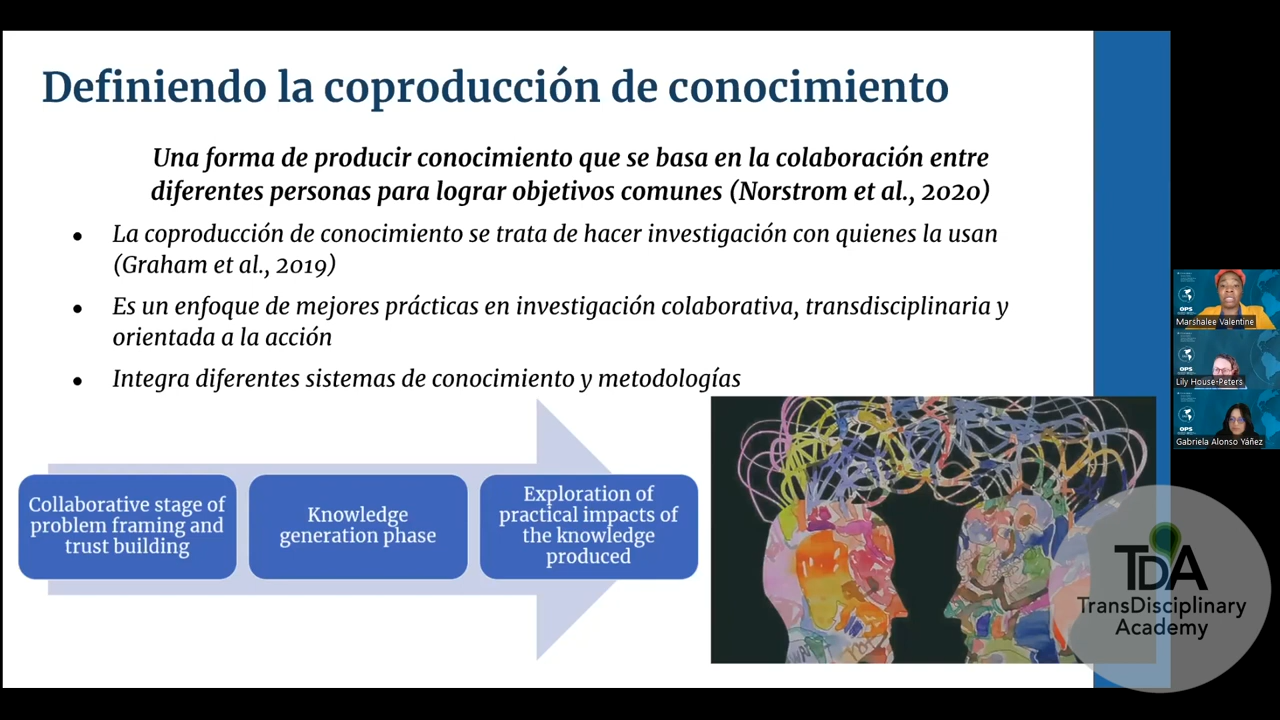 Definiendo la coproducción de conocimiento
Una forma de producir conocimiento que se basa en la colaboración entre
diferentes personas para lograr objetivos comunes (Norstrom et al., 2020)
● La coproducción de conocimiento se trata de hacer investigación con quienes la usan
(Graham et al., 2019)
● Es un enfoque de mejores prácticas en investigación colaborativa, transdisciplinaria y
orientada a la acción
● Integra diferentes sistemas de conocimiento y metodologías
Collaborative stage of
problem framing and
trust building
Knowledge
generation phase
Exploration of
practical impacts of
the knowledge
produced
OPS
Marshalee Valentine
OPS
Lily House-Peters
OPS
Gabriela Alonso Yáñez
TDA
TransDisciplinary
Academy